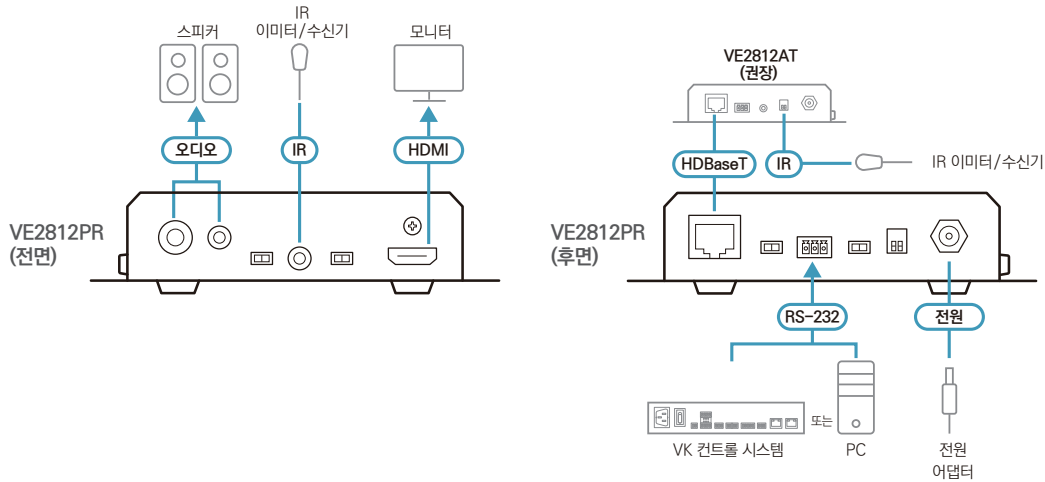 스피커
IR
이미터/수신기
모니터
오디오
IR
HDMI
VE2812PR
(전면)
VE2812AT
(권장)
HDBaseT
IR
IR 이미터/수신기
VE2812PR
(후면)
RS-232
전원
또는
VK 컨트롤 시스템
PC
전원
어댑터